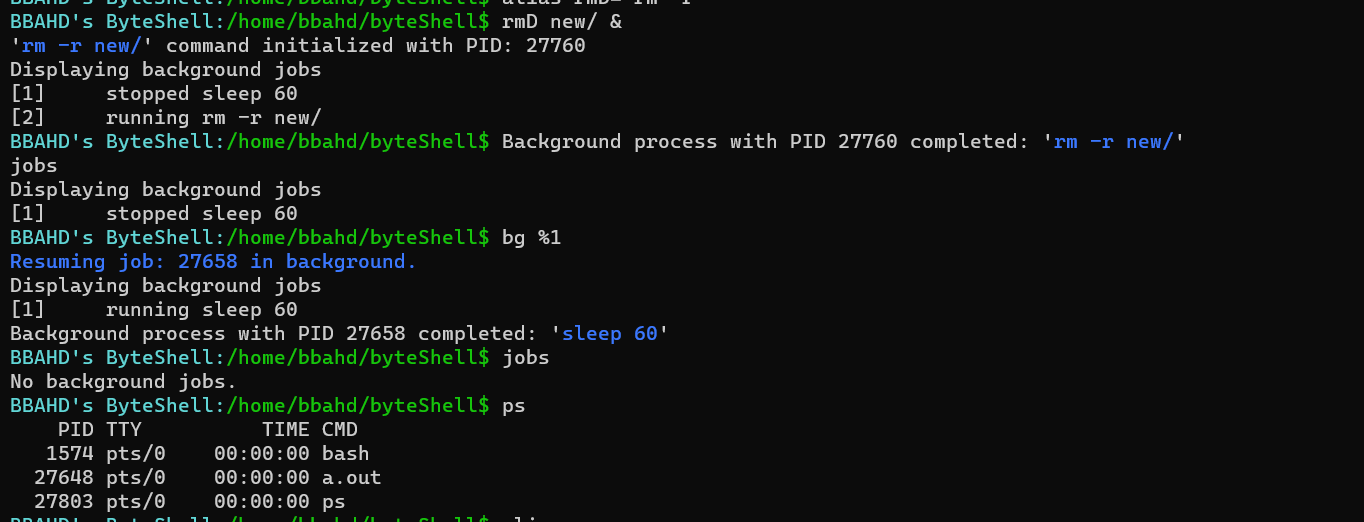 BBAHD's ByteShell:/home/bbahd/byteShell$ rmD new/ &
'rm -r new/' command initialized with PID: 27760
Displaying background jobs
[1]     stopped sleep 60
[2]     running rm -r new/
BBAHD's ByteShell:/home/bbahd/byteShell$ Background process with PID 27760 completed: 'rm -r new/'
jobs
Displaying background jobs
[1]     stopped sleep 60
BBAHD's ByteShell:/home/bbahd/byteShell$ bg %1
Resuming job: 27658 in background.
Displaying background jobs
[1]     running sleep 60
Background process with PID 27658 completed: 'sleep 60'
BBAHD's ByteShell:/home/bbahd/byteShell$ jobs
No background jobs.
BBAHD's ByteShell:/home/bbahd/byteShell$ ps
    PID TTY          TIME CMD
   1574 pts/0    00:00:00 bash
  27648 pts/0    00:00:00 a.out
  27803 pts/0    00:00:00 ps
BBAHD's ByteShell:/home/bbahd/byteShell$